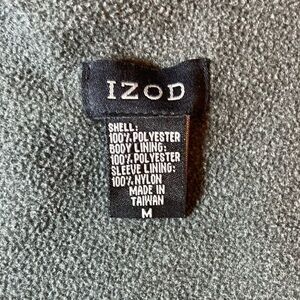 IZOD
SHELL:
100% POLYESTER
BODY LINING:
100% POLYESTER
SLEEVE LINING:
100% NYLON
MADE IN
TAIWAN
M